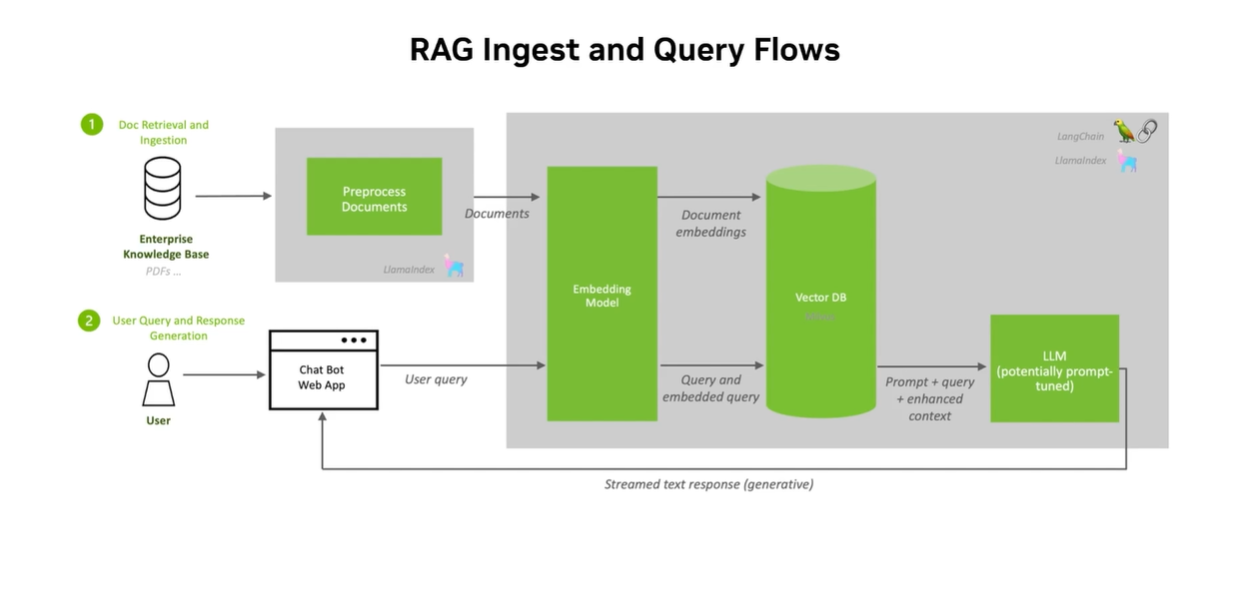 RAG Ingest and Query Flows
1
Doc Retrieval and
Ingestion
Enterprise
Knowledge Base
PDFs ...
Preprocess
Documents
LlamaIndex
Documents
Embedding
Model
Document
embeddings
Vector DB
LangChain
LlamaIndex
2
User Query and Response
Generation
User
Chat Bot
Web App
User query
Query and
embedded query
Prompt + query
+ enhanced
context
LLM
(potentially prompt-
tuned)
Streamed text response (generative)